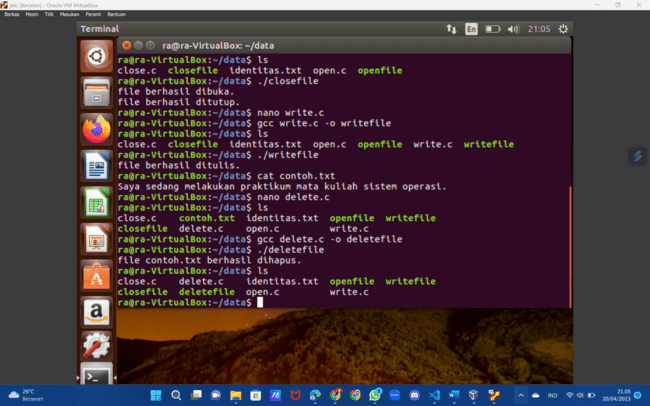 plsc [Berjalan] - Oracle VM VirtualBox
Berkas Mesin Tilik Masukan Peranti Bantuan
Terminal En 21:05
ra@ra-VirtualBox: ~/data
ra@ra-VirtualBox:~/data$ ls
close.c closefile identitas.txt open.c openfile
ra@ra-VirtualBox:~/data$ ./closefile
file berhasil dibuka.
file berhasil ditutup.
ra@ra-VirtualBox:~/data$ nano write.c
ra@ra-VirtualBox:~/data$ gcc write.c -o writefile
ra@ra-VirtualBox:~/data$ ls
close.c closefile identitas.txt open.c openfile write.c writefile
ra@ra-VirtualBox:~/data$ ./writefile
file berhasil ditulis.
ra@ra-VirtualBox:~/data$ cat contoh.txt
Saya sedang melakukan praktikum mata kuliah sistem operasi.
ra@ra-VirtualBox:~/data$ nano delete.c
ra@ra-VirtualBox:~/data$ ls
close.c contoh.txt identitas.txt openfile writefile
closefile delete.c open.c write.c
ra@ra-VirtualBox:~/data$ gcc delete.c -o deletefile
ra@ra-VirtualBox:~/data$ ./deletefile
file contoh.txt berhasil dihapus.
ra@ra-VirtualBox:~/data$ ls
close.c delete.c identitas.txt openfile writefile
closefile deletefile open.c write.c
ra@ra-VirtualBox:~/data$
26°C
Berawan
IND
21.05
20/04/2023